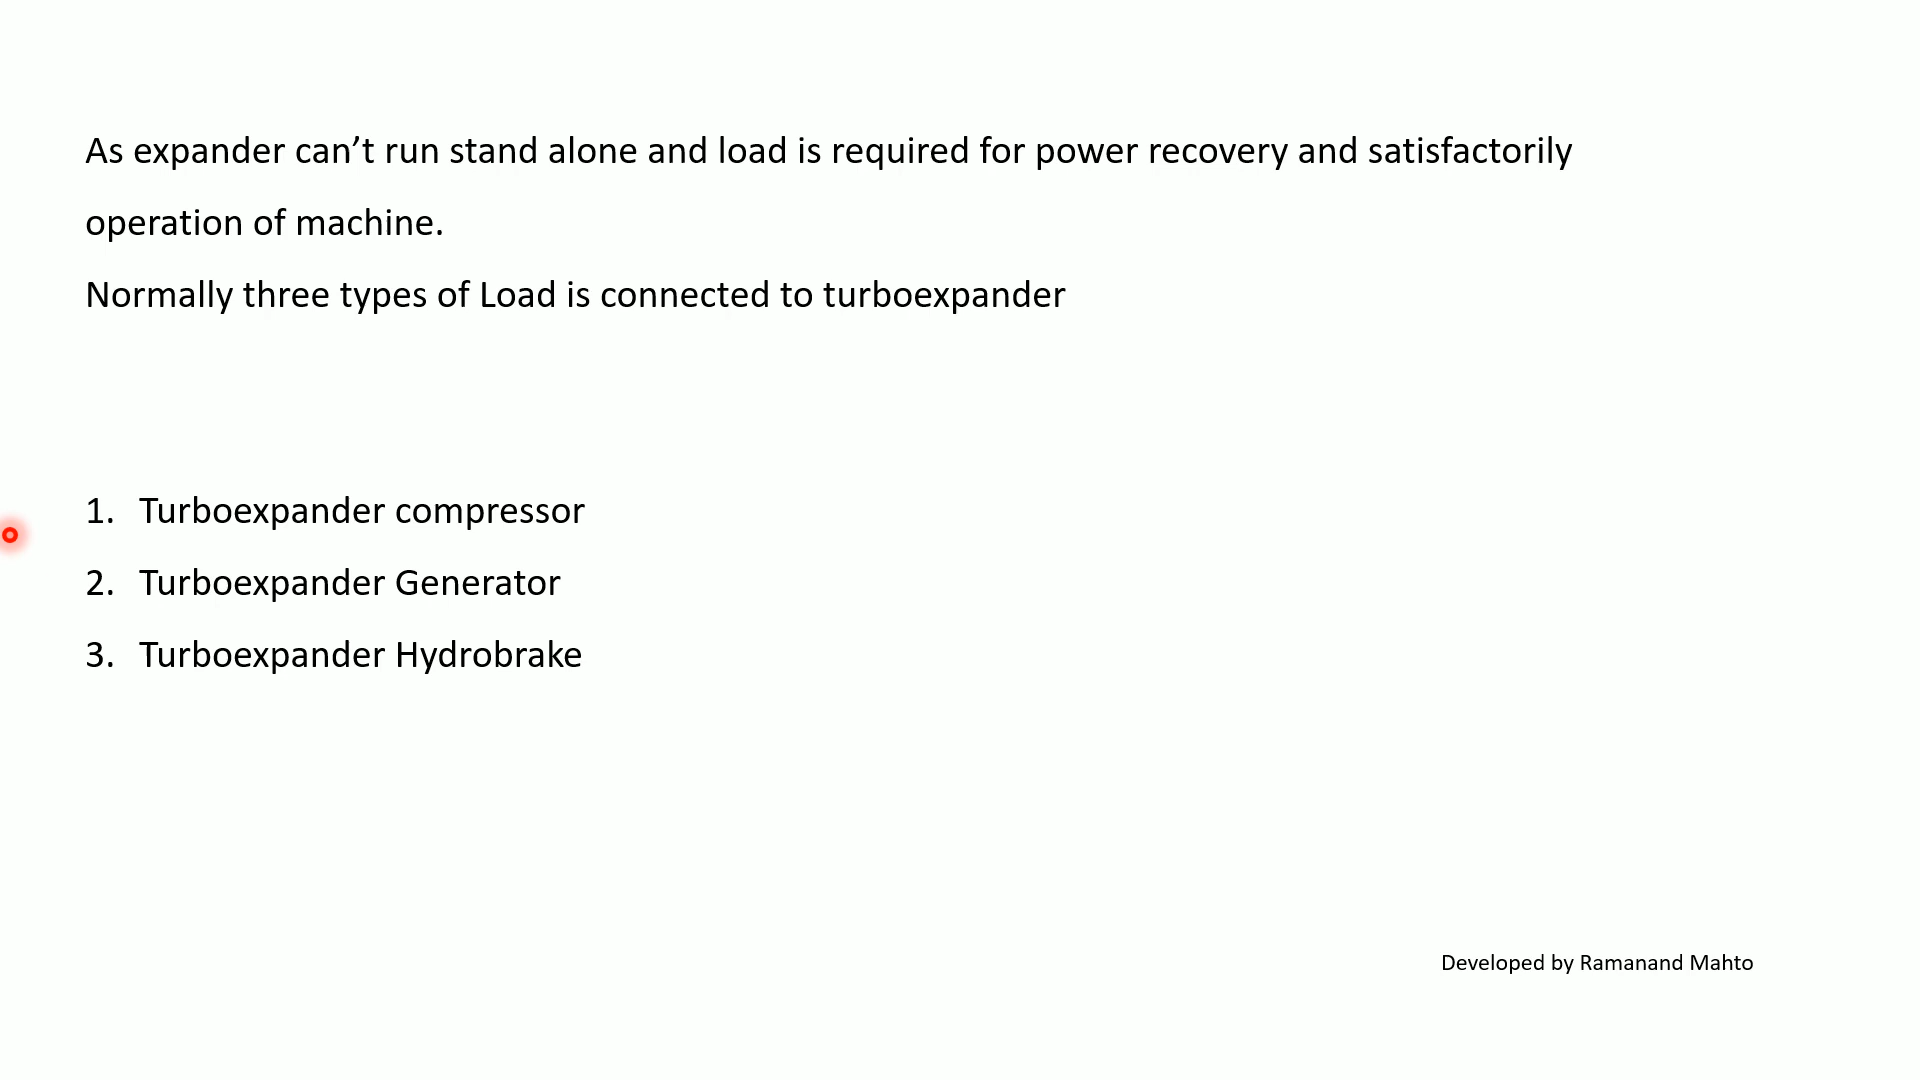 As expander can’t run stand alone and load is required for power recovery and satisfactorily
operation of machine.
Normally three types of Load is connected to turboexpander
1. Turboexpander compressor
2. Turboexpander Generator
3. Turboexpander Hydrobrake
Developed by Ramanand Mahto